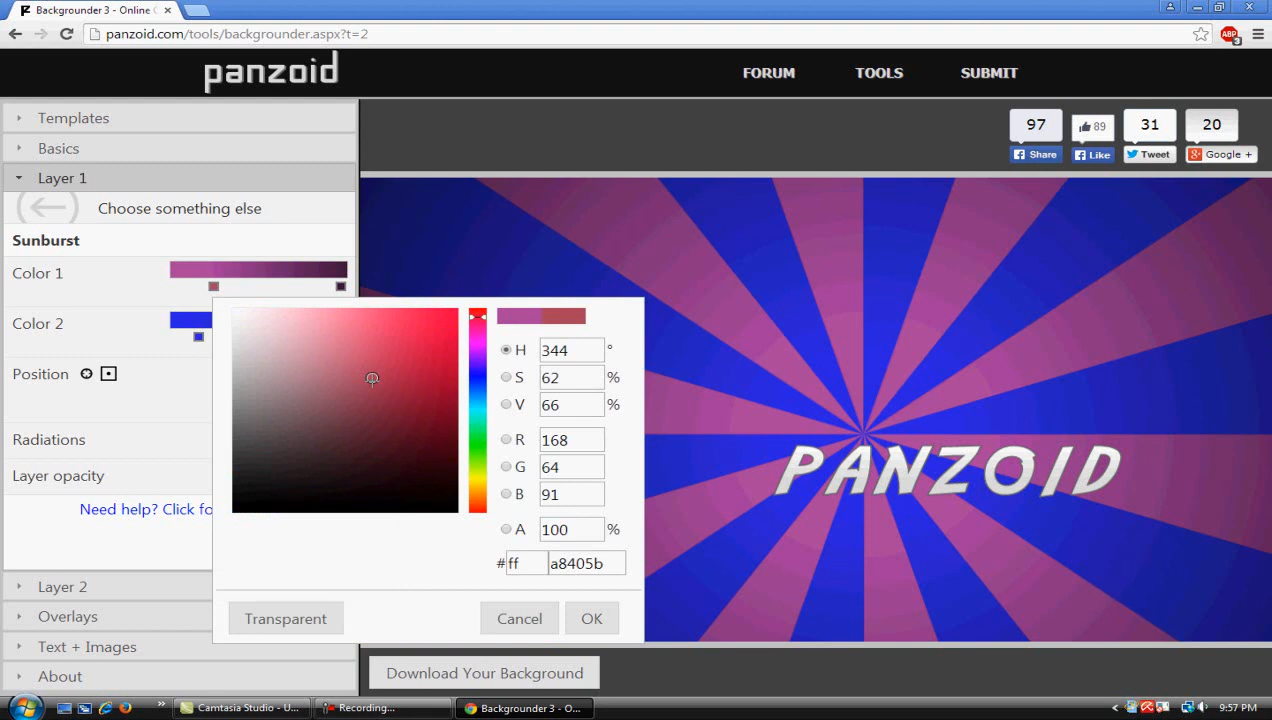 Backgrounder 3 - Online
panzoid.com/tools/backgrounder.aspx?t=2
ABP
3
panzoid
FORUM
TOOLS
SUBMIT
Templates
Basics
Layer 1
Choose something else
Sunburst
Color 1
Color 2
Position
Radiations
Layer opacity
Need help? Click fo
Layer 2
Overlays
Text + Images
About
97
89
31
20
Share
Like
Tweet
Google +
H 344 °
S 62 %
V 66 %
R 168
G 64
B 91
A 100 %
# ff a8405b
Transparent
Cancel
OK
PANZOID
Download Your Background
Camtasia Studio - U...
Recording...
Backgrounder 3 - O...
9:57 PM